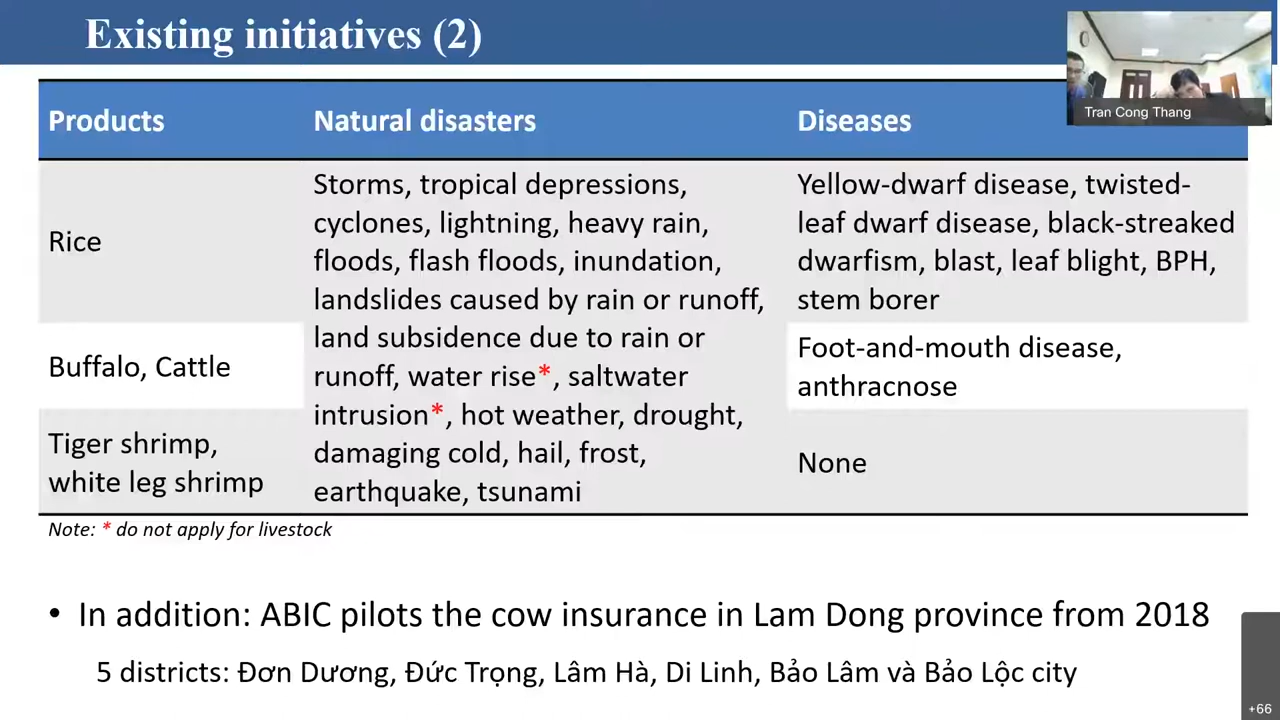 Existing initiatives (2)
Tran Cong Thang
Products
Natural disasters
Diseases
Rice
Storms, tropical depressions,
cyclones, lightning, heavy rain,
floods, flash floods, inundation,
landslides caused by rain or runoff,
land subsidence due to rain or
runoff, water rise*, saltwater
intrusion*, hot weather, drought,
damaging cold, hail, frost,
earthquake, tsunami
Yellow-dwarf disease, twisted-
leaf dwarf disease, black-streaked
dwarfism, blast, leaf blight, BPH,
stem borer
Buffalo, Cattle
Foot-and-mouth disease,
anthracnose
Tiger shrimp,
white leg shrimp
None
Note: * do not apply for livestock
• In addition: ABIC pilots the cow insurance in Lam Dong province from 2018
5 districts: Đơn Dương, Đức Trọng, Lâm Hà, Di Linh, Bảo Lâm và Bảo Lộc city
+66